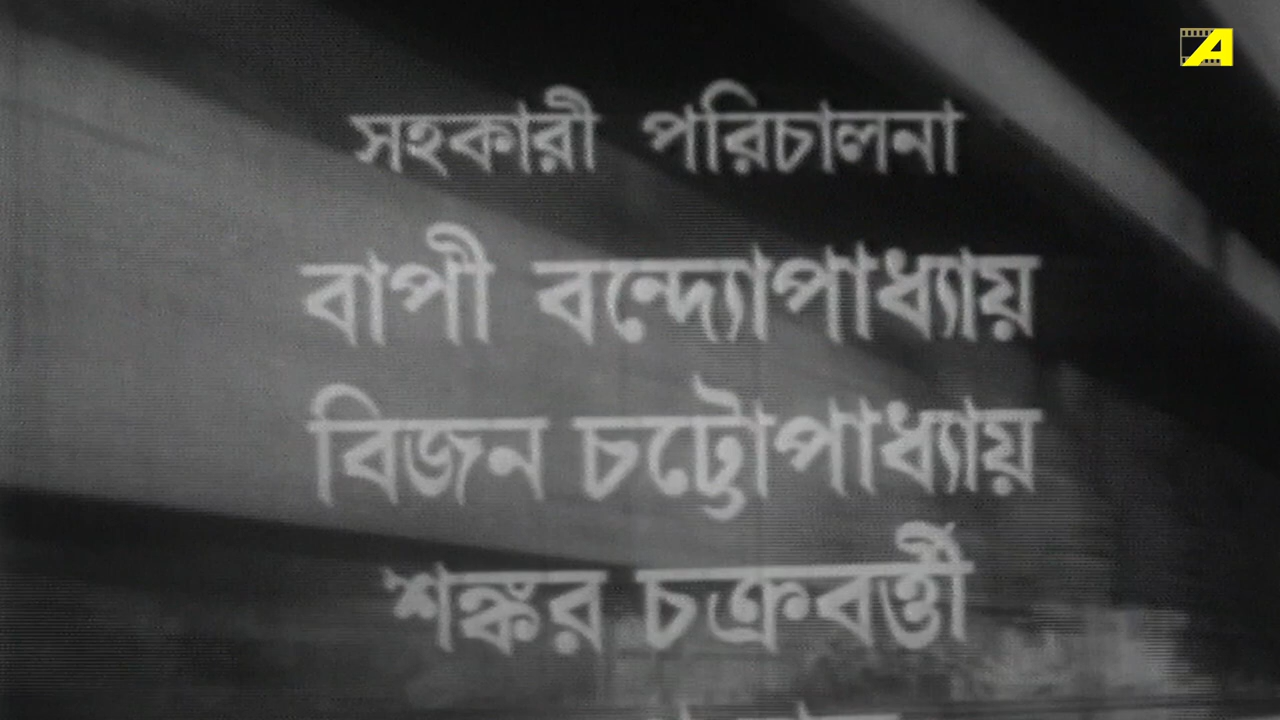 সহকারী পরিচালনা
বাপী বন্দ্যোপাধ্যায়
বিজন চট্টোপাধ্যায়
শঙ্কর চক্রবর্ত্তী